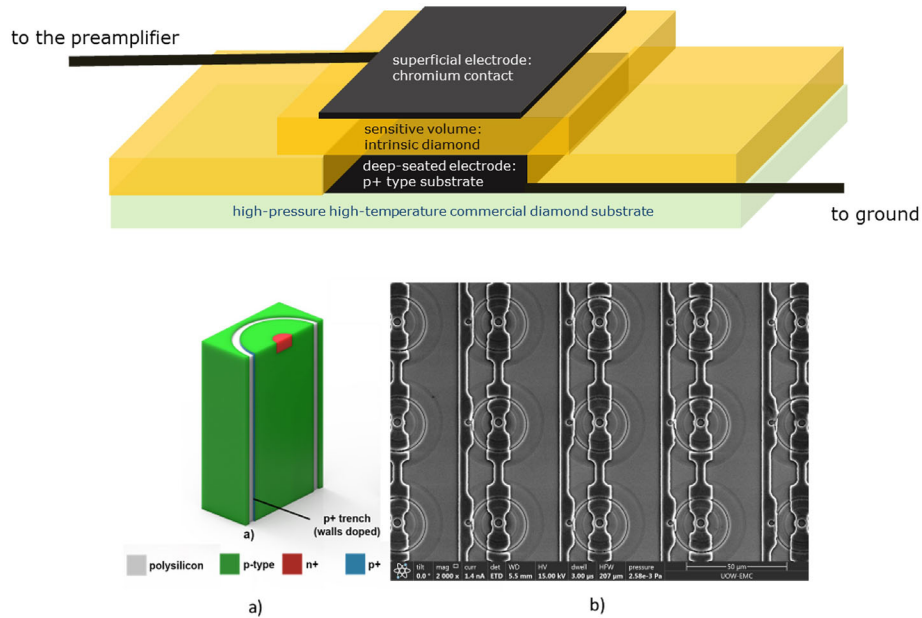 to the preamplifier
superficial electrode:
chromium contact
sensitive volume:
intrinsic diamond
deep-seated electrode:
p+ type substrate
high-pressure high-temperature commercial diamond substrate
to ground
p+ trench
(walls doped)
a)
polysilicon p-type n+ p+
tilt mag curr det WD HV dwell HFW pressure 50 µm
0.0 ° 2 000 x 1.4 nA ETD 5.5 mm 15.00 kV 3.00 µs 207 µm 2.58e-3 Pa UOW-EMC
a) b)